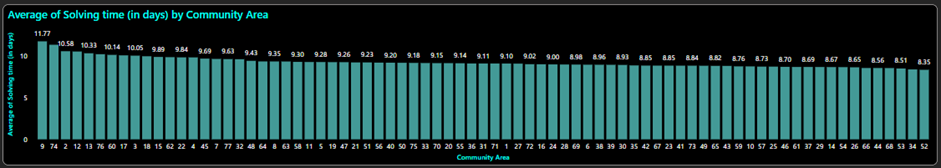 Average of Solving time (in days) by Community Area
Average of Solving time (in days)
11.77 10.58 10.33 10.14 10.05 9.89 9.84 9.69 9.63 9.43 9.35 9.30 9.28 9.26 9.23 9.20 9.18 9.15 9.14 9.11 9.10 9.02 9.00 8.98 8.96 8.93 8.85 8.85 8.84 8.82 8.76 8.73 8.70 8.69 8.67 8.65 8.56 8.51 8.35
10
5
0
9 74 2 12 13 76 60 17 3 18 15 62 22 4 45 7 77 32 48 64 8 63 58 11 5 19 47 21 51 56 40 50 75 33 70 20 55 36 31 71 1 27 72 16 24 28 69 6 38 39 30 35 42 67 23 41 73 49 65 43 59 10 57 25 46 61 37 29 14 54 26 66 44 68 53 34 52
Community Area